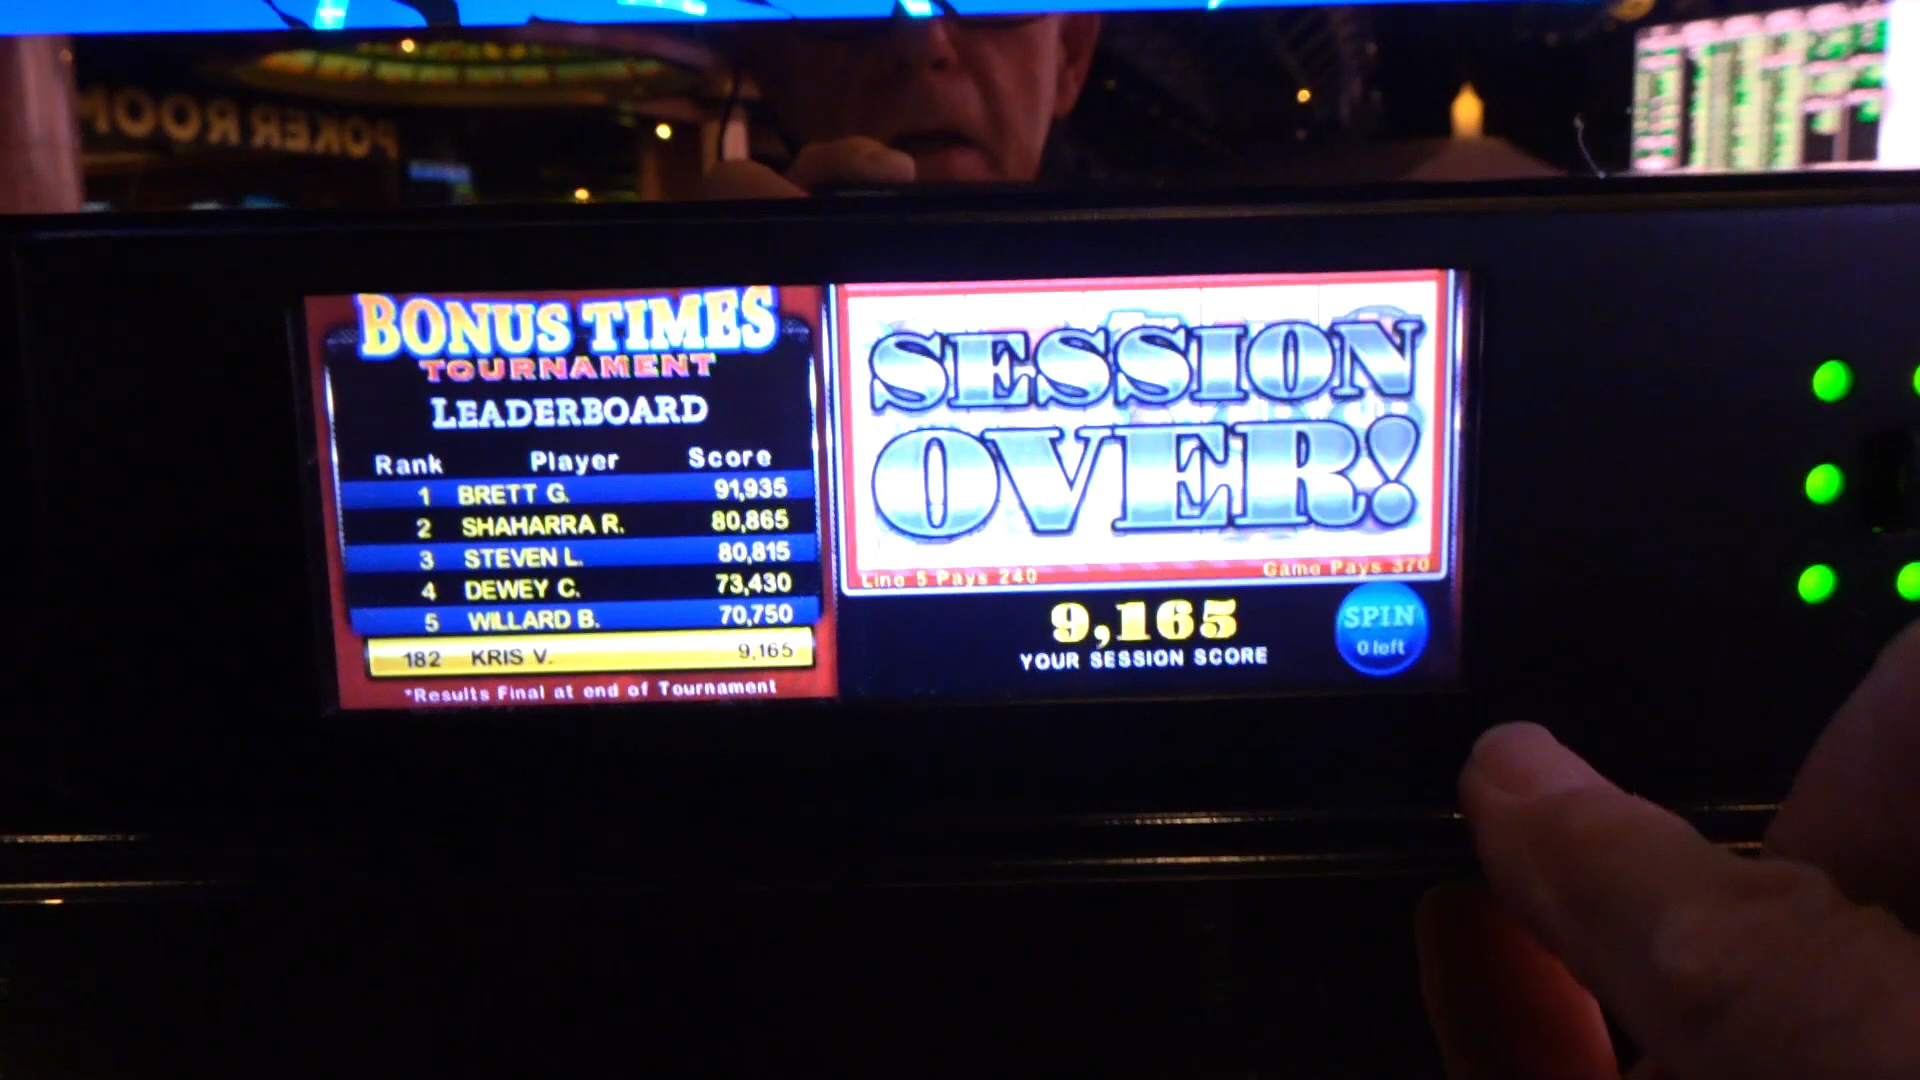 POKER ROOM
BONUS TIMES
TOURNAMENT
LEADERBOARD
Rank Player Score
1 BRETT G. 91,935
2 SHAHARRA R. 80,865
3 STEVEN L. 80,815
4 DEWEY C. 73,430
5 WILLARD B. 70,750
182 KRIS V. 9,165
*Results Final at end of Tournament
SESSION
OVER!
Line 5 Pays 240 Game Pays 370
9,165
YOUR SESSION SCORE
SPIN
0 left